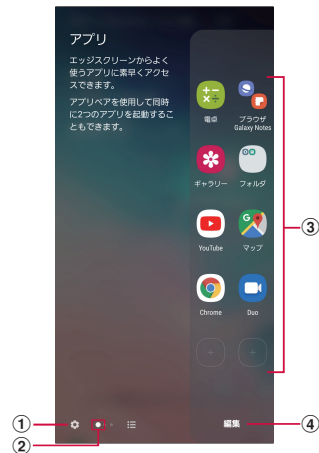 アプリ
エッジスクリーンからよく
使うアプリに素早くアクセ
スできます。
アプリペアを使用して同時
に2つのアプリを起動するこ
ともできます。
電卓
ブラウザ
Galaxy Notes
ギャラリー
フォルダ
YouTube
マップ
Chrome
Duo
編集
①
②
③
④